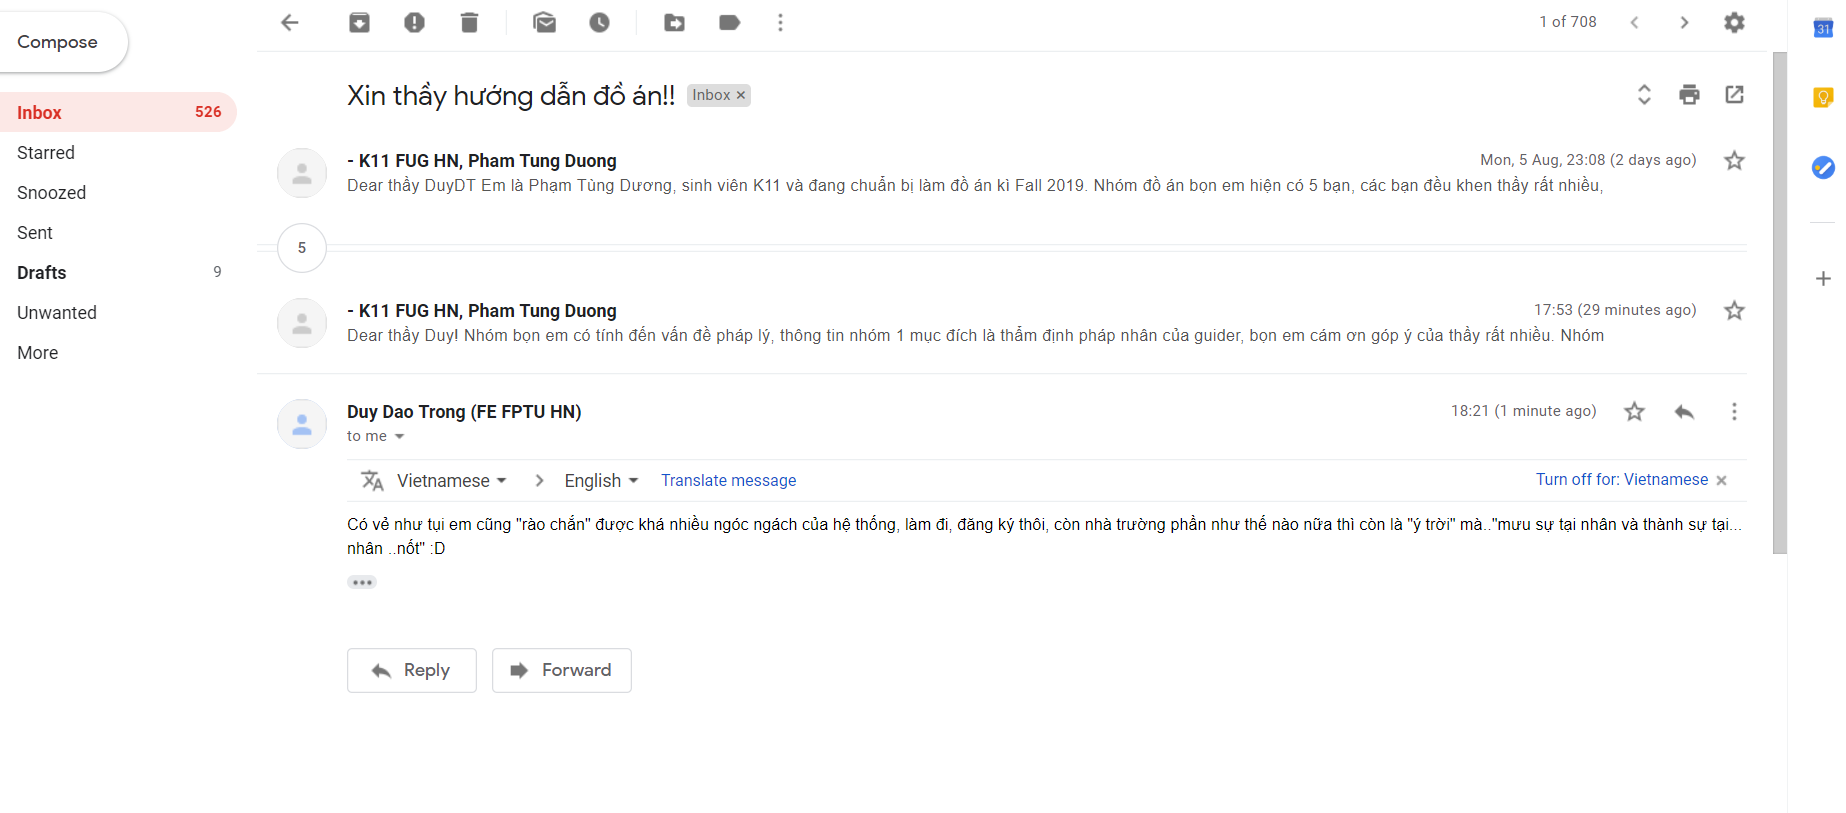 1 of 708
31
Compose
Inbox 526
Starred
Snoozed
Sent
Drafts 9
Unwanted
More
Xin thầy hướng dẫn đồ án!! Inbox ×
- K11 FUG HN, Pham Tung Duong Mon, 5 Aug, 23:08 (2 days ago)
Dear thầy DuyDT Em là Phạm Tùng Dương, sinh viên K11 và đang chuẩn bị làm đồ án kì Fall 2019. Nhóm đồ án bọn em hiện có 5 bạn, các bạn đều khen thầy rất nhiều,
5
- K11 FUG HN, Pham Tung Duong 17:53 (29 minutes ago)
Dear thầy Duy! Nhóm bọn em có tính đến vấn đề pháp lý, thông tin nhóm 1 mục đích là thẩm định pháp nhân của guider, bọn em cám ơn góp ý của thầy rất nhiều. Nhóm
Duy Dao Trong (FE FPTU HN) 18:21 (1 minute ago)
to me
Vietnamese > English Translate message Turn off for: Vietnamese ×
Có vẻ như tụi em cũng "rào chắn" được khá nhiều ngóc ngách của hệ thống, làm đi, đăng ký thôi, còn nhà trường phần như thế nào nữa thì còn là "ý trời" mà.."mưu sự tại nhân và thành sự tại...
nhân ..nốt" :D
Reply Forward